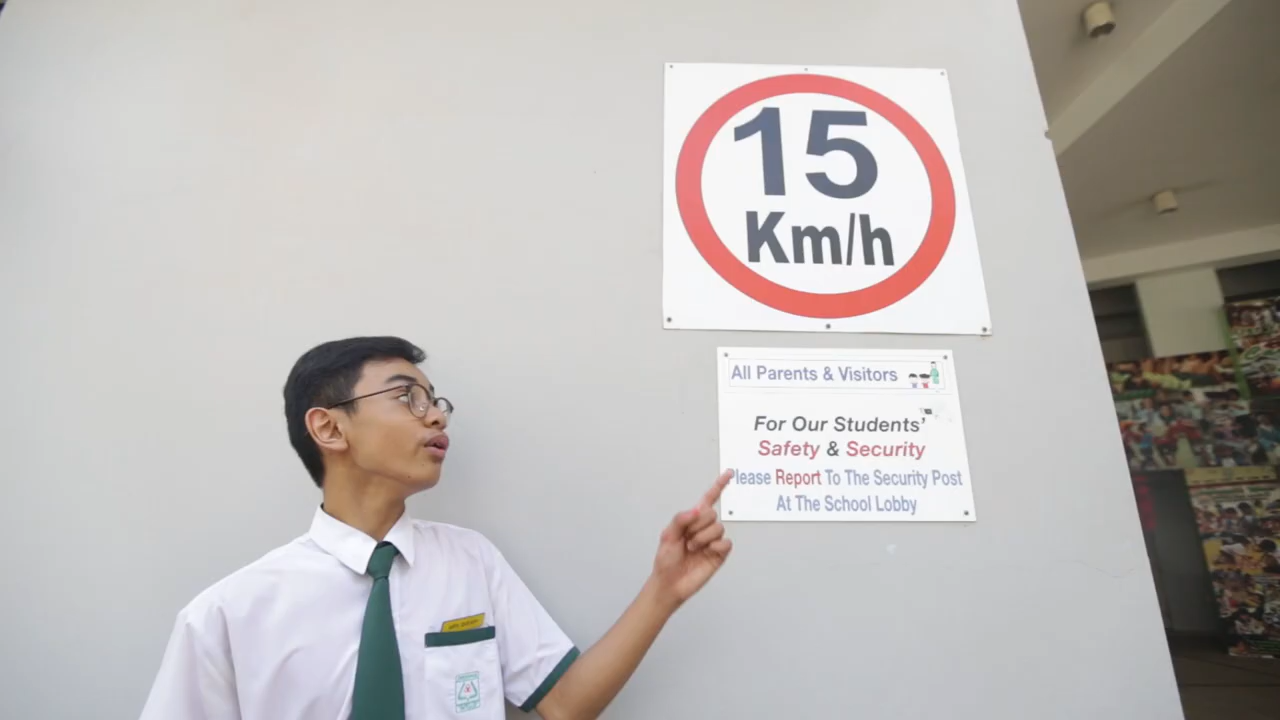 15
Km/h
All Parents & Visitors
For Our Students'
Safety & Security
Please Report To The Security Post
At The School Lobby